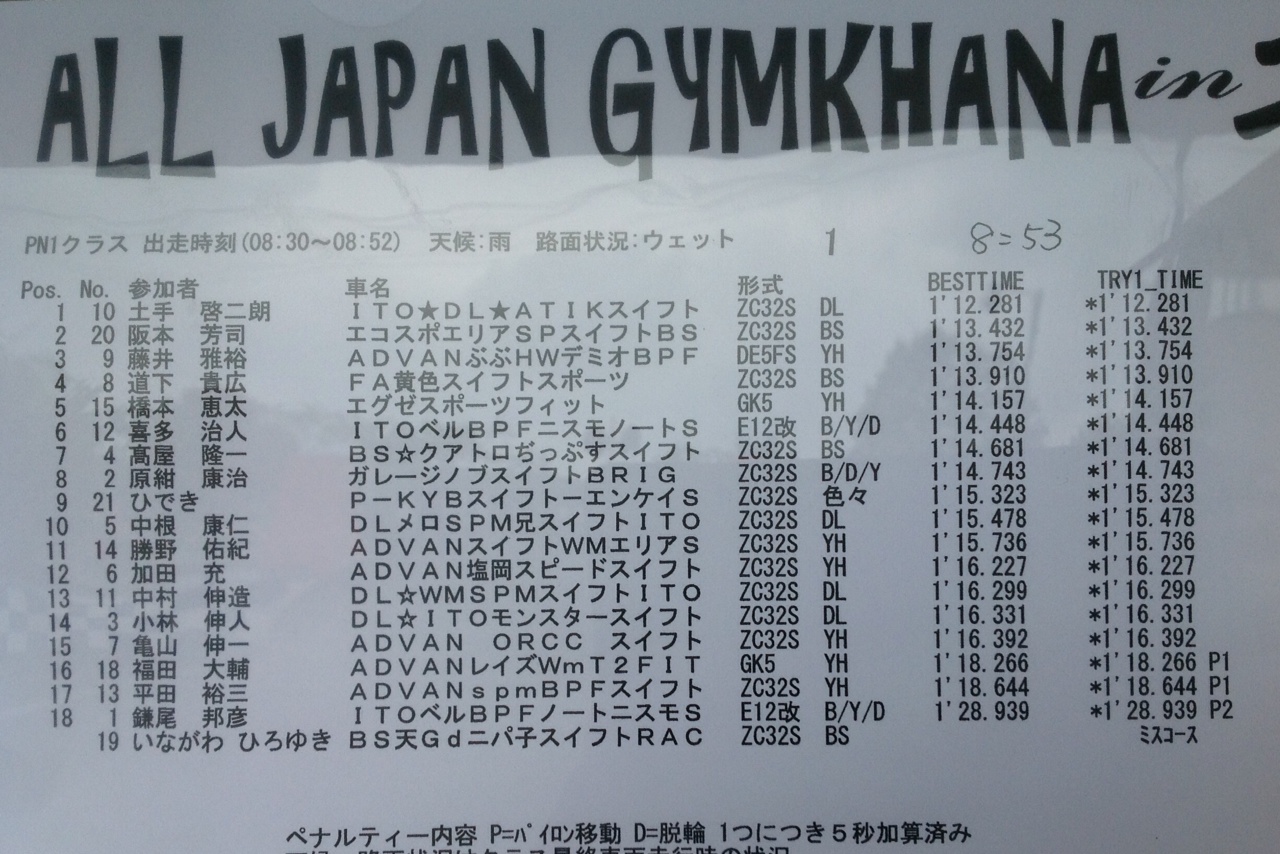 ALL JAPAN GYMKHANA in
PN1クラス 出走時刻(08:30～08:52) 天候:雨 路面状況:ウェット 1 8=53
Pos. No. 参加者 車名 形式 BESTTIME TRY1_TIME
1 10 土手 啓二朗 ＩＴＯ★ＤＬ★ＡＴＩＫスイフト ZC32S DL 1'12.281 *1'12.281
2 20 阪本 芳司 エコスポエリアＳＰスイフトＢＳ ZC32S BS 1'13.432 *1'13.432
3 9 藤井 雅裕 ＡＤＶＡＮぶぶＨＷデミオＢＰＦ DE5FS YH 1'13.754 *1'13.754
4 8 道下 貴広 ＦＡ黄色スイフトスポーツ ZC32S BS 1'13.910 *1'13.910
5 15 橋本 恵太 エグゼスポーツフィット GK5 YH 1'14.157 *1'14.157
6 12 喜多 治人 ＩＴＯベルＢＰＦニスモノートＳ E12改 B/Y/D 1'14.448 *1'14.448
7 4 髙屋 隆一 ＢＳ☆クアトロぢっぷすスイフト ZC32S BS 1'14.681 *1'14.681
8 2 原紺 康治 ガレージノブスイフトＢＲＩＧ ZC32S B/D/Y 1'14.743 *1'14.743
9 21 ひでき Ｐ－ＫＹＢスイフトーエンケイＳ ZC32S 色々 1'15.323 *1'15.323
10 5 中根 康仁 ＤＬメロＳＰＭ兄スイフトＩＴＯ ZC32S DL 1'15.478 *1'15.478
11 14 勝野 佑紀 ＡＤＶＡＮスイフトＷＭエリアＳ ZC32S YH 1'15.736 *1'15.736
12 6 加田 充 ＡＤＶＡＮ塩岡スピードスイフト ZC32S YH 1'16.227 *1'16.227
13 11 中村 伸造 ＤＬ☆ＷＭＳＰＭスイフトＩＴＯ ZC32S DL 1'16.299 *1'16.299
14 3 小林 伸人 ＤＬ☆ＩＴＯモンスタースイフト ZC32S DL 1'16.331 *1'16.331
15 7 亀山 伸一 ＡＤＶＡＮ　ＯＲＣＣ　スイフト ZC32S YH 1'16.392 *1'16.392
16 18 福田 大輔 ＡＤＶＡＮレイズＷｍＴ２ＦＩＴ GK5 YH 1'18.266 *1'18.266 P1
17 13 平田 裕三 ＡＤＶＡＮｓｐｍＢＰＦスイフト ZC32S YH 1'18.644 *1'18.644 P1
18 1 鎌尾 邦彦 ＩＴＯベルＢＰＦノートニスモＳ E12改 B/Y/D 1'28.939 *1'28.939 P2
19 いながわ ひろゆき ＢＳ天Ｇｄニパ子スイフトＲＡＣ ZC32S BS ﾐｽｺｰｽ
ペナルティー内容 P=ﾊﾟｲﾛﾝ移動 D=脱輪 1つにつき５秒加算済み